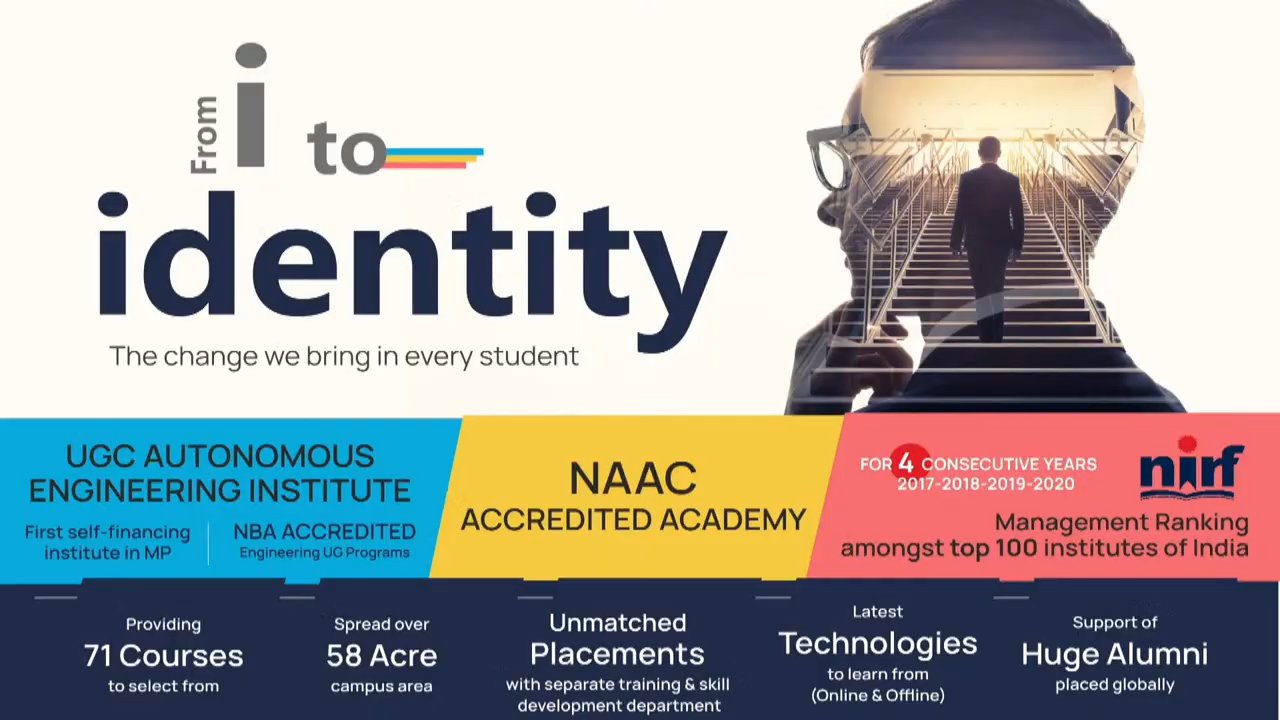 From i to
identity
The change we bring in every student
UGC AUTONOMOUS
ENGINEERING INSTITUTE
First self-financing
institute in MP
NBA ACCREDITED
Engineering UG Programs
NAAC
ACCREDITED ACADEMY
FOR 4 CONSECUTIVE YEARS
2017-2018-2019-2020
nirf
Management Ranking
amongst top 100 institutes of India
Providing
71 Courses
to select from
Spread over
58 Acre
campus area
Unmatched
Placements
with separate training & skill
development department
Latest
Technologies
to learn from
(Online & Offline)
Support of
Huge Alumni
placed globally